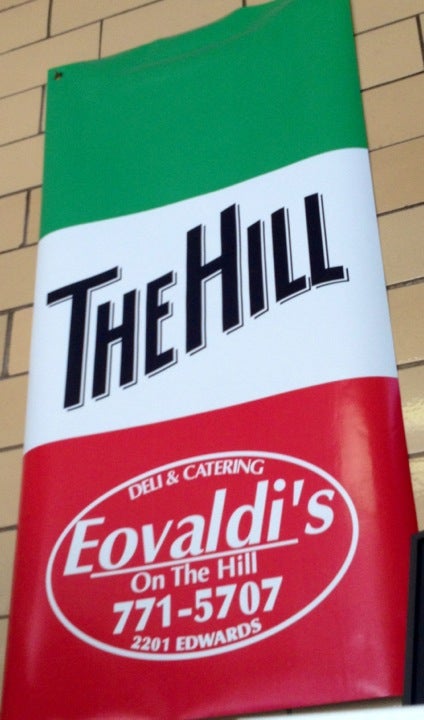 THE HILL
DELI & CATERING
Eovaldi's
On The Hill
771-5707
2201 EDWARDS